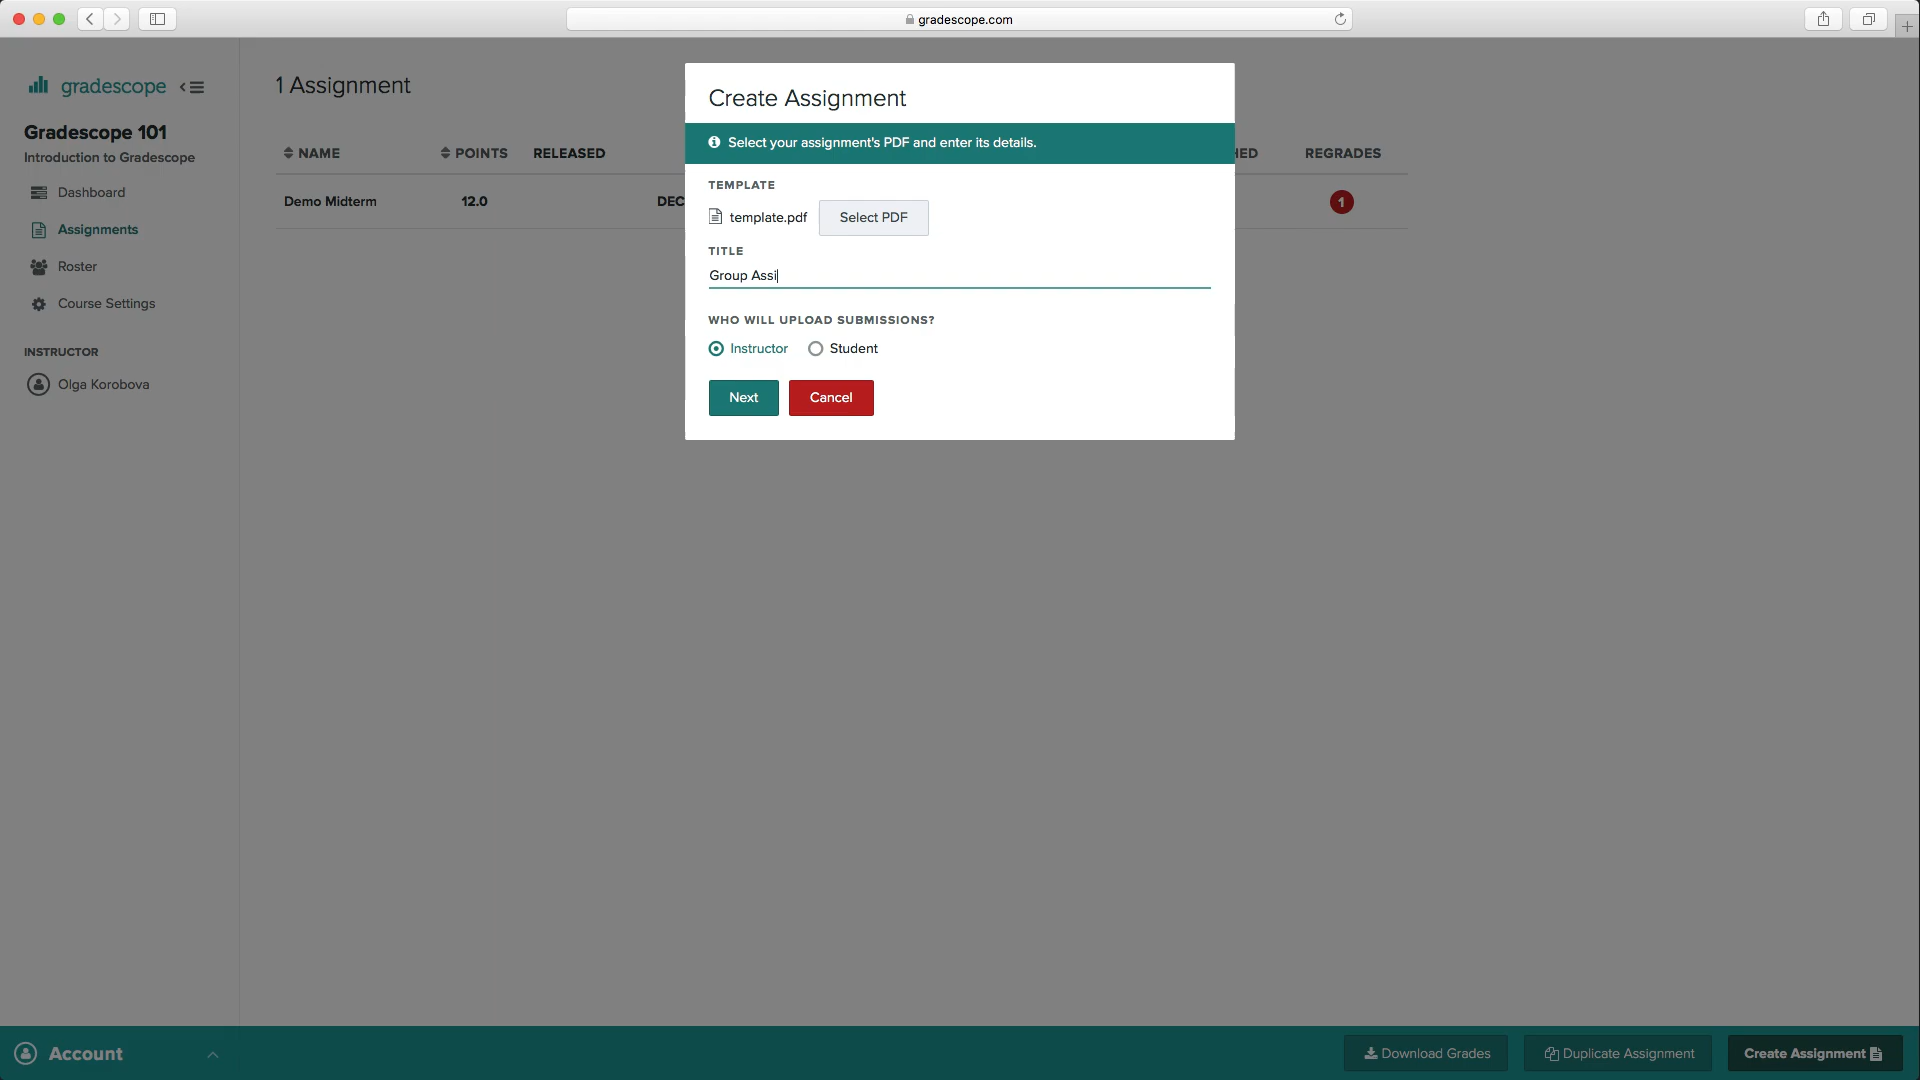 gradescope.com
gradescope
Gradescope 101
Introduction to Gradescope
Dashboard
Assignments
Roster
Course Settings
INSTRUCTOR
Olga Korobova
1 Assignment
NAME POINTS RELEASED HED REGRADES
Demo Midterm 12.0 DEC 1
Create Assignment
Select your assignment's PDF and enter its details.
TEMPLATE
template.pdf Select PDF
TITLE
Group Assi
WHO WILL UPLOAD SUBMISSIONS?
Instructor Student
Next Cancel
Account
Download Grades Duplicate Assignment Create Assignment